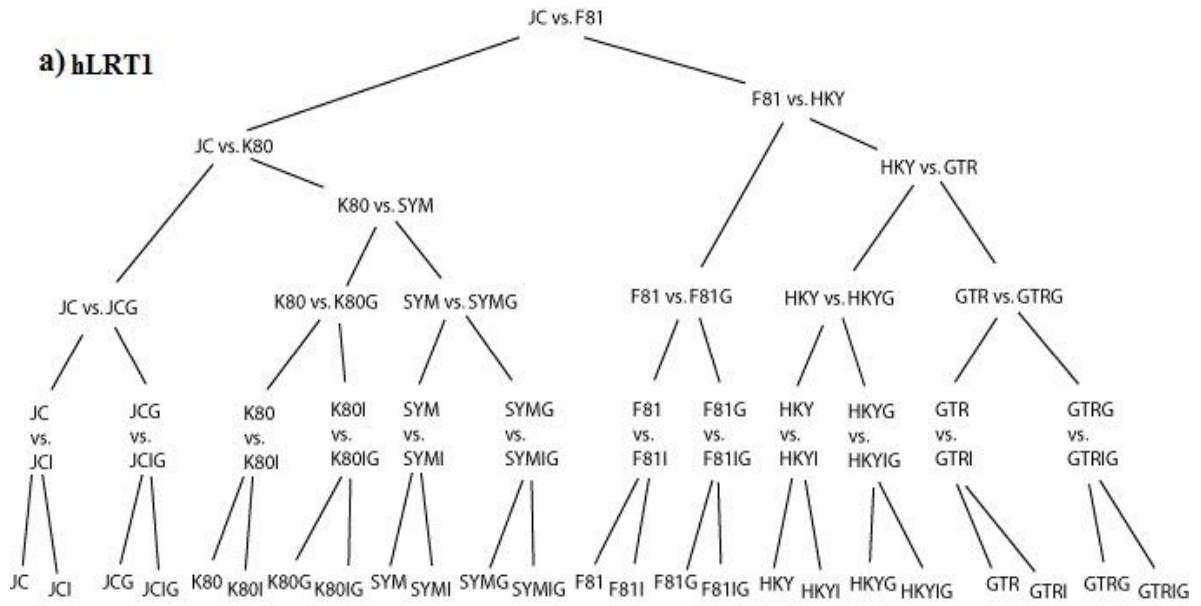 JC vs. F81
a) hLRT1
F81 vs. HKY
JC vs. K80
HKY vs. GTR
K80 vs. SYM
JC vs. JCG
K80 vs. K80G
SYM vs. SYMG
F81 vs. F81G
HKY vs. HKYG
GTR vs. GTRG
JC
vs.
JCI
JCG
vs.
JCIG
K80
vs.
K80I
K80I
vs.
K80IG
SYM
vs.
SYMI
SYMG
vs.
SYMIG
F81
vs.
F81I
F81G
vs.
F81IG
HKY
vs.
HKYI
HKYG
vs.
HKYIG
GTR
vs.
GTRI
GTRG
vs.
GTRIG
JC
JCI
JCG
JCIG
K80
K80I
K80G
K80IG
SYM
SYMI
SYMG
SYMIG
F81
F81I
F81G
F81IG
HKY
HKYI
HKYG
HKYIG
GTR
GTRI
GTRG
GTRIG